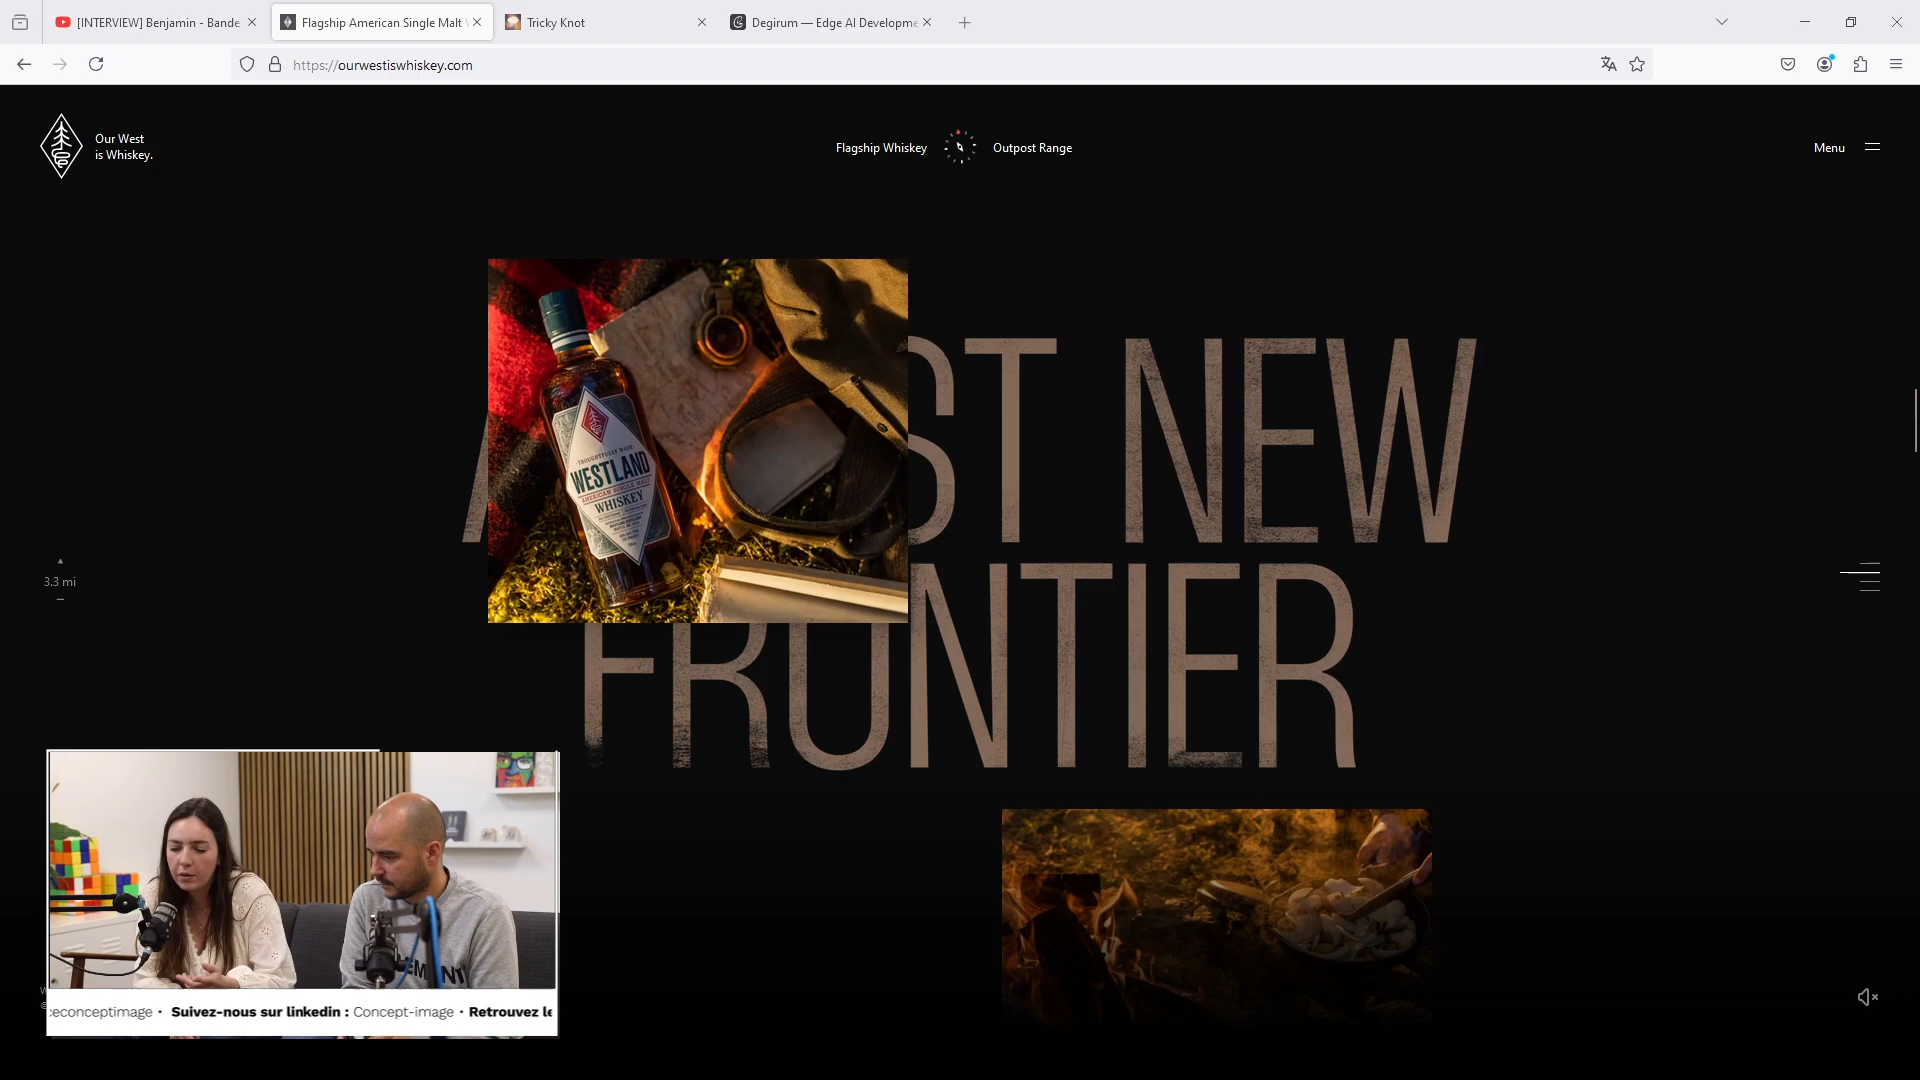 [INTERVIEW] Benjamin - Bande
Flagship American Single Malt
Tricky Knot
Degirum — Edge AI Developme
https://ourwestiswhiskey.com
Our West
is Whiskey.
Flagship Whiskey
Outpost Range
Menu
ST NEW
FRONTIER
THOUGHTFULLY MADE
WESTLAND
AMERICAN SINGLE MALT
WHISKEY
3.3 mi
econceptimage · Suivez-nous sur linkedin : Concept-image · Retrouvez le